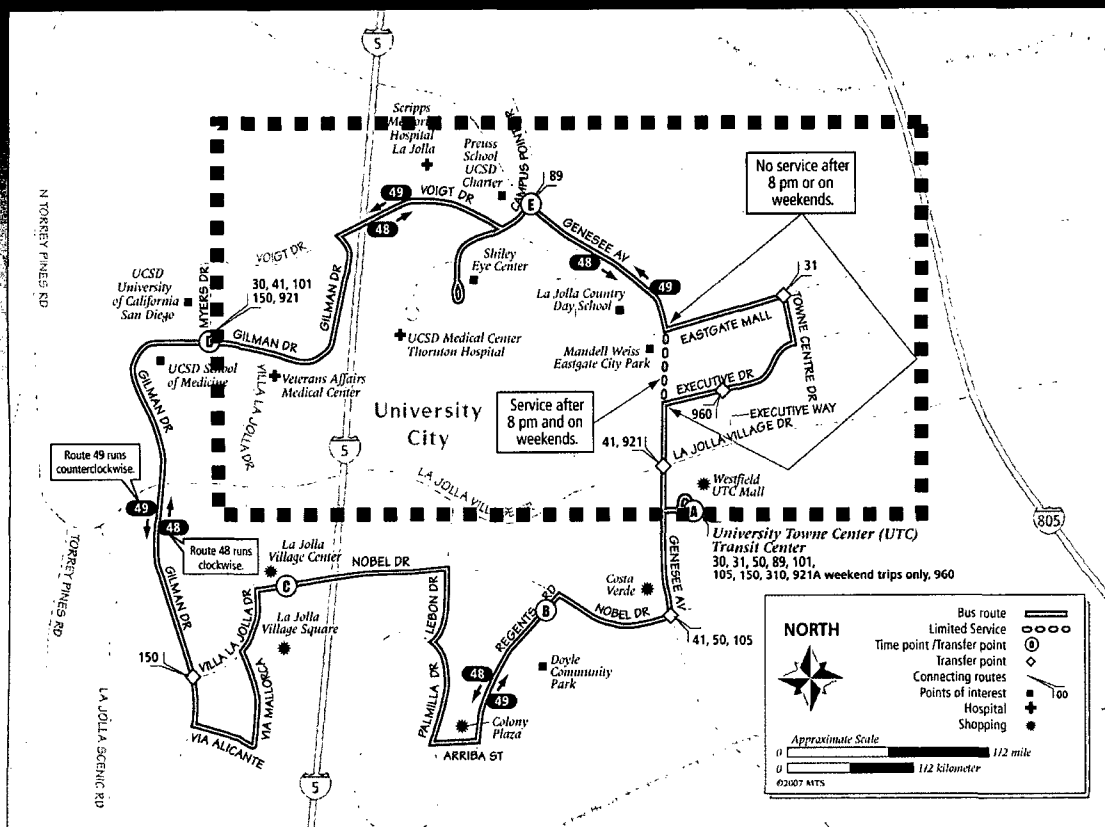 5
Scripps
Memorial
Hospital
La Jolla
Preuss
School
UCSD
Charter
CAMPUS POINT DR
89
E
No service after
8 pm or on
weekends.
49
VOIGT DR
48
N TORREY PINES RD
VOIGT DR
GENESEE AV
48
49
Shiley
Eye Center
31
UCSD
University
of California
San Diego
MYERS DR
30, 41, 101
150, 921
GILMAN DR
La Jolla Country
Day School
EASTGATE MALL
TOWNE CENTRE DR
D
GILMAN DR
UCSD Medical Center
Thornton Hospital
Mandell Weiss
Eastgate City Park
UCSD School
of Medicine
Veterans Affairs
Medical Center
VILLA LA JOLLA DR
GILMAN DR
University
City
Service after
8 pm and on
weekends.
EXECUTIVE DR
960
EXECUTIVE WAY
LA JOLLA VILLAGE DR
41, 921
5
Route 49 runs
counterclockwise.
49
48
Route 48 runs
clockwise.
LA JOLLA VILLAGE
Westfield
UTC Mall
A
University Towne Center (UTC)
Transit Center
30, 31, 50, 89, 101,
105, 150, 310, 921A weekend trips only, 960
805
TORREY PINES RD
GILMAN DR
La Jolla
Village Center
C
NOBEL DR
La Jolla
Village Square
VILLA LA JOLLA DR
VIA MALLORCA
150
VIA ALICANTE
LA JOLLA SCENIC RD
LEBON DR
PALMILLA DR
REGENTS RD
B
Costa
Verde
NOBEL DR
GENESEE AV
41, 50, 105
Doyle
Community
Park
48
49
Colony
Plaza
ARRIBA ST
5
NORTH
Bus route
Limited Service
Time point/Transfer point
Transfer point
Connecting routes
00
Points of interest
Hospital
Shopping
Approximate Scale
0 1/2 mile
0 1/2 kilometer
©2007 MTS